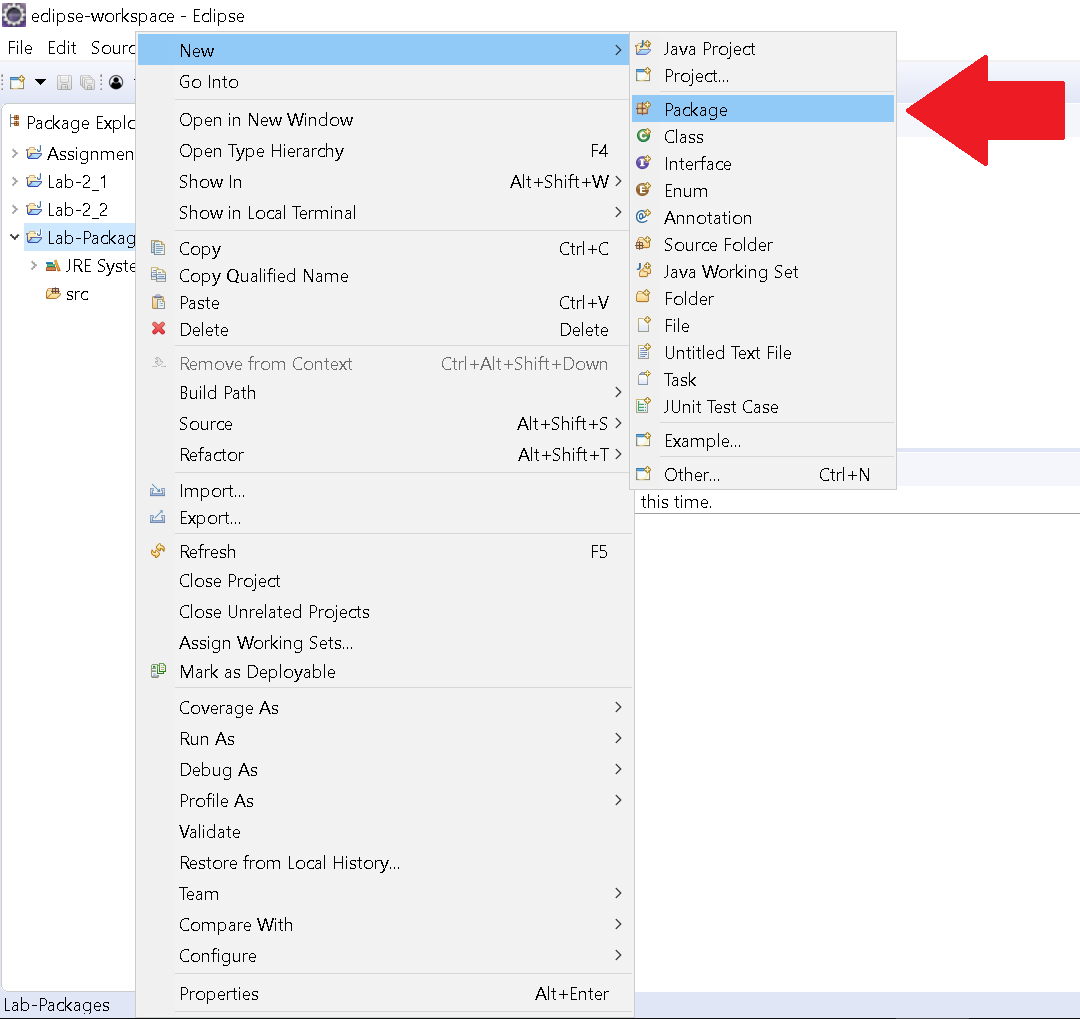 eclipse-workspace - Eclipse
File Edit Sourc
Package Explo
Assignmen
Lab-2_1
Lab-2_2
Lab-Packag
JRE Syste
src
New
Go Into
Open in New Window
Open Type Hierarchy F4
Show In Alt+Shift+W
Show in Local Terminal
Copy Ctrl+C
Copy Qualified Name
Paste Ctrl+V
Delete Delete
Remove from Context Ctrl+Alt+Shift+Down
Build Path
Source Alt+Shift+S
Refactor Alt+Shift+T
Import...
Export...
Refresh F5
Close Project
Close Unrelated Projects
Assign Working Sets...
Mark as Deployable
Coverage As
Run As
Debug As
Profile As
Validate
Restore from Local History...
Team
Compare With
Configure
Properties Alt+Enter
Java Project
Project...
Package
Class
Interface
Enum
Annotation
Source Folder
Java Working Set
Folder
File
Untitled Text File
Task
JUnit Test Case
Example...
Other... Ctrl+N
this time.
Lab-Packages